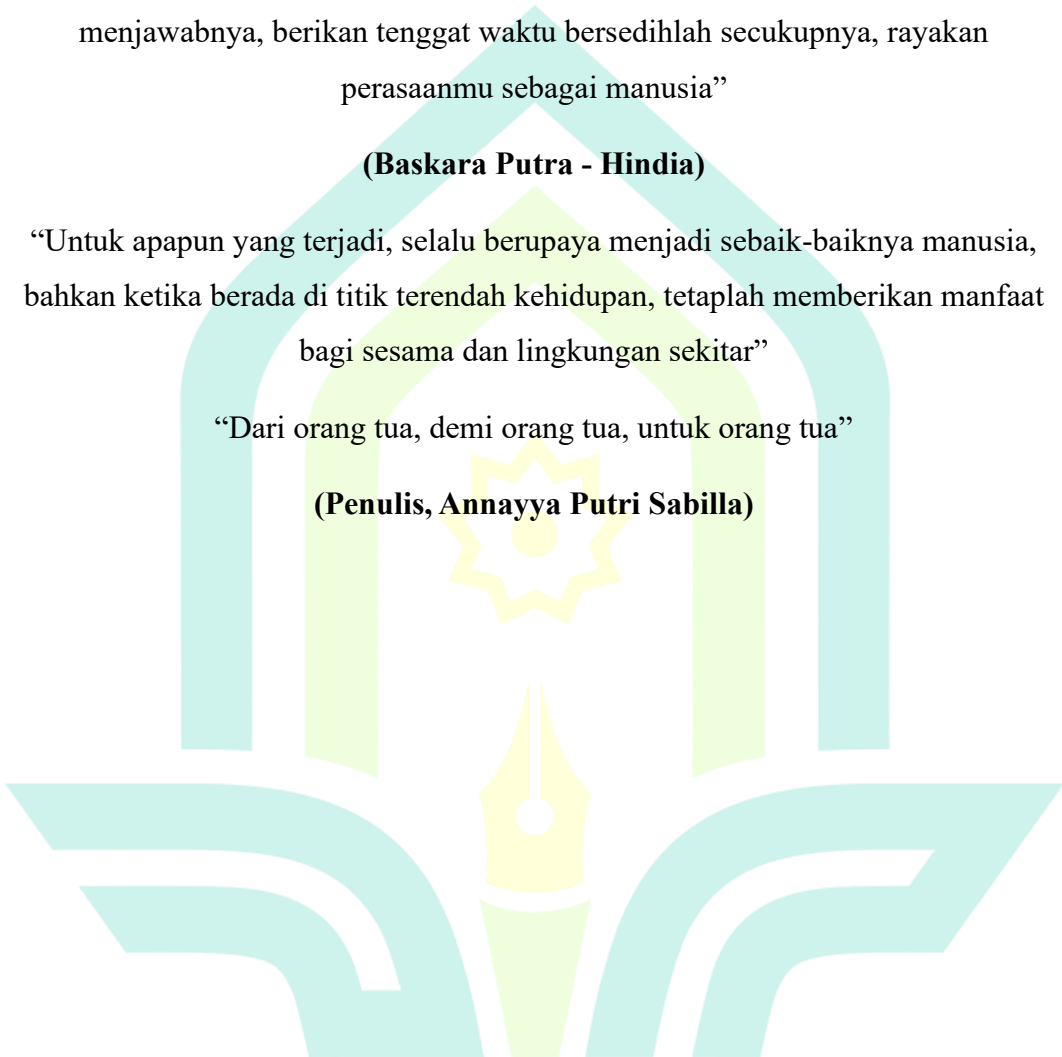 menjawabnya, berikan tenggat waktu bersedihlah secukupnya, rayakan
perasaanmu sebagai manusia”
(Baskara Putra - Hindia)
“Untuk apapun yang terjadi, selalu berupaya menjadi sebaik-baiknya manusia,
bahkan ketika berada di titik terendah kehidupan, tetaplah memberikan manfaat
bagi sesama dan lingkungan sekitar”
“Dari orang tua, demi orang tua, untuk orang tua”
(Penulis, Annayya Putri Sabilla)